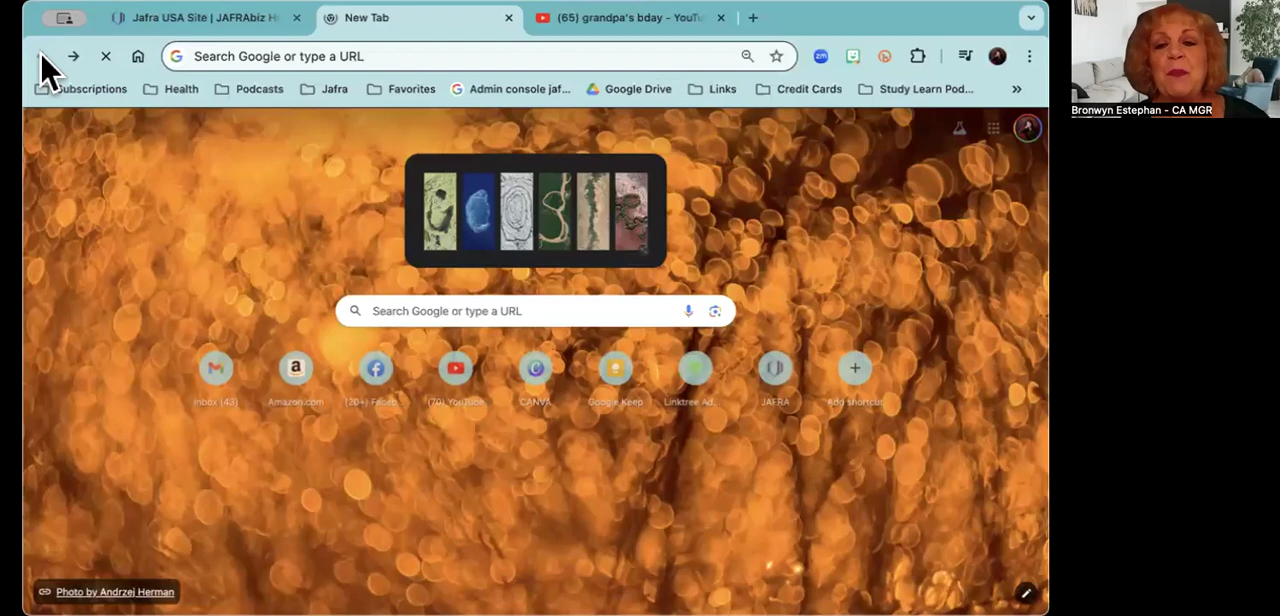 Jafra USA Site | JAFRAbiz H
New Tab
(65) grandpa's bday - YouTu
Search Google or type a URL
zm
ubscriptions
Health
Podcasts
Jafra
Favorites
Admin console jaf...
Google Drive
Links
Credit Cards
Study Learn Pod...
Bronwyn Estephan - CA MGR
Search Google or type a URL
Inbox (43)
Amazon.com
(20+) Faceb...
(70) YouTube
CANVA
Google Keep
Linktree Ad...
JAFRA
Add shortcut
Photo by Andrzej Herman